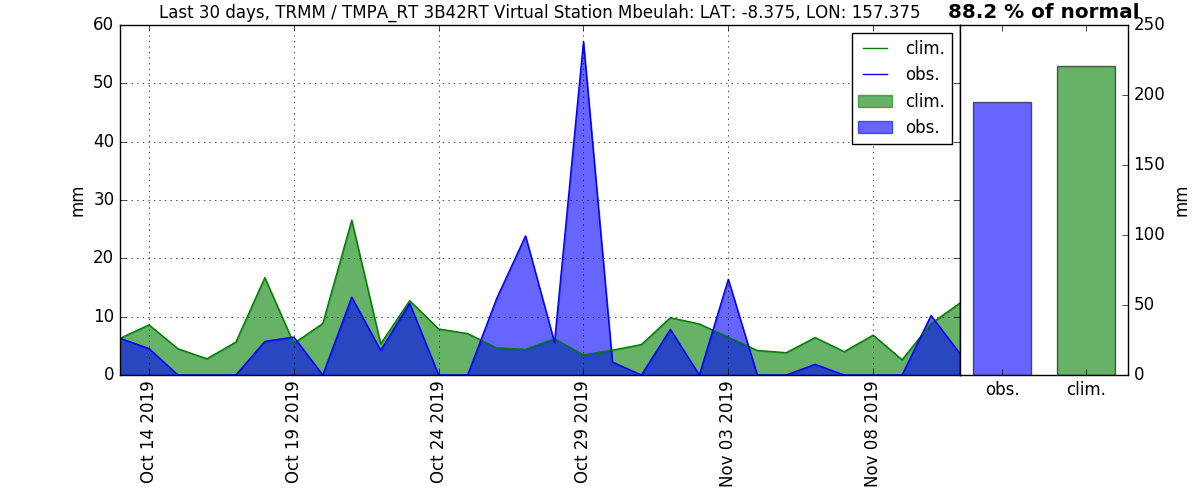 Last 30 days, TRMM / TMPA_RT 3B42RT Virtual Station Mbeulah: LAT: -8.375, LON: 157.375
88.2 % of normal
60
50
40
30
20
10
0
mm
clim.
obs.
clim.
obs.
Oct 14 2019
Oct 19 2019
Oct 24 2019
Oct 29 2019
Nov 03 2019
Nov 08 2019
250
200
150
100
50
0
mm
obs.
clim.